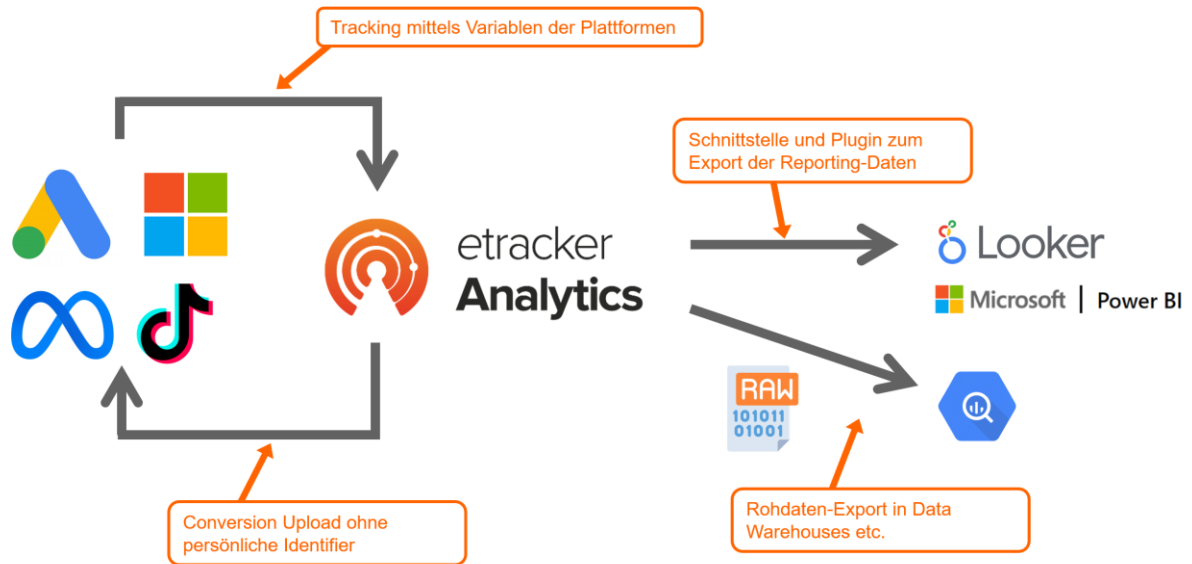 Tracking mittels Variablen der Plattformen
Schnittstelle und Plugin zum
Export der Reporting-Daten
etracker
Analytics
Looker
Microsoft | Power BI
RAW
101011
01001
Conversion Upload ohne
persönliche Identifier
Rohdaten-Export in Data
Warehouses etc.